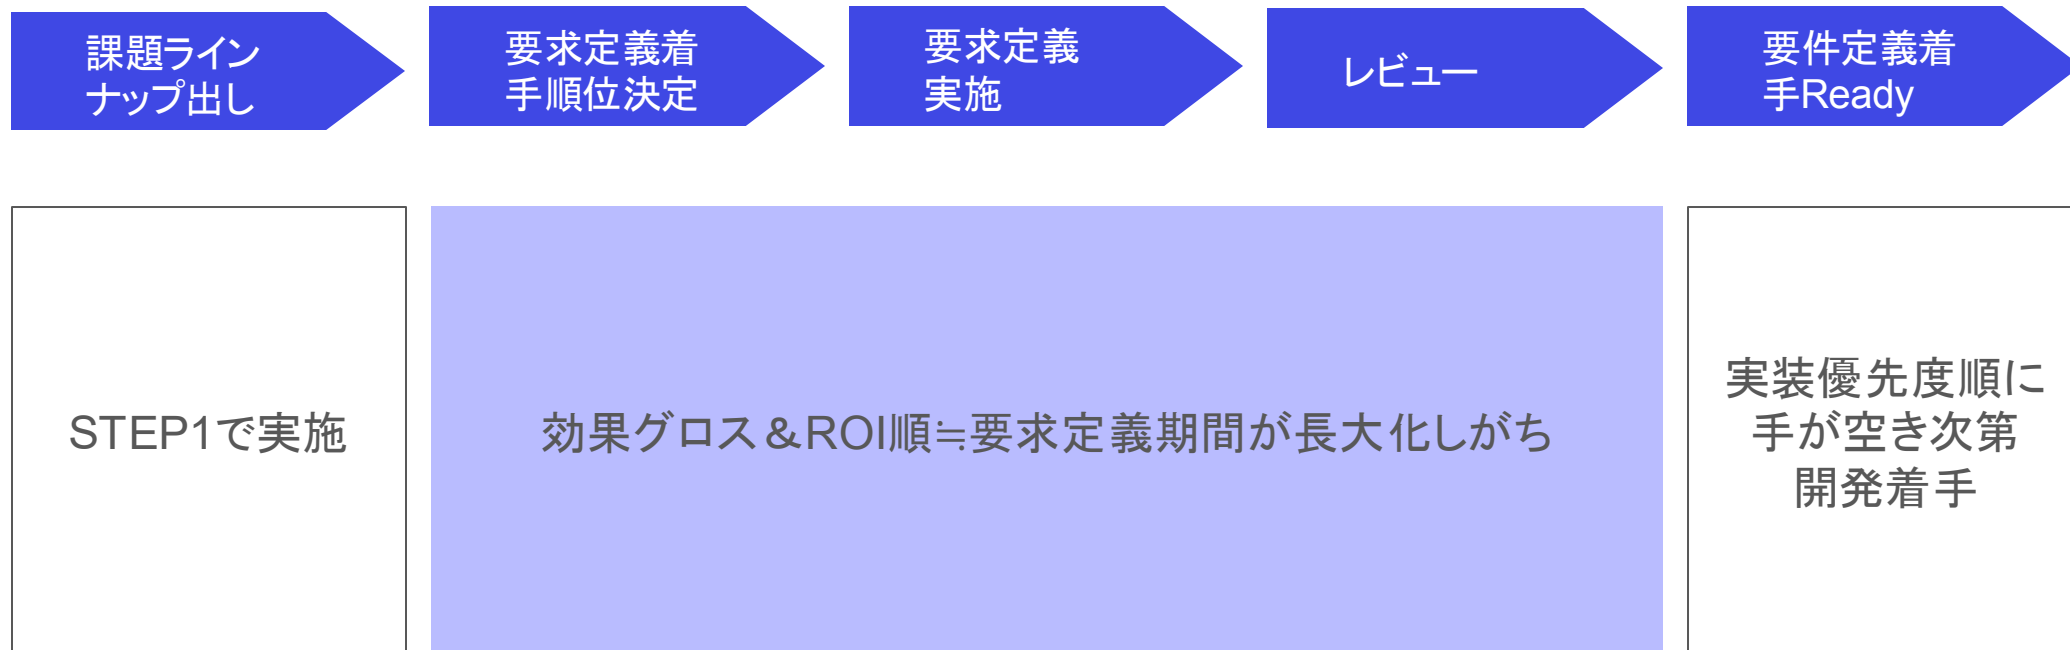 課題ライン
ナップ出し
要求定義着
手順位決定
要求定義
実施
レビュー
要件定義着
手Ready
STEP1で実施
効果グロス&ROI順≒要求定義期間が長大化しがち
実装優先度順に
手が空き次第
開発着手